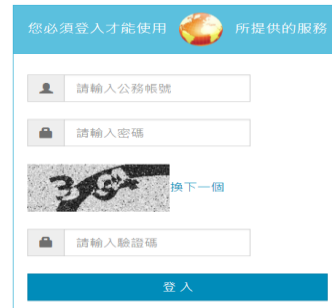 您必須登入才能使用 所提供的服務
請輸入公務帳號
請輸入密碼
換下一個
請輸入驗證碼
登入